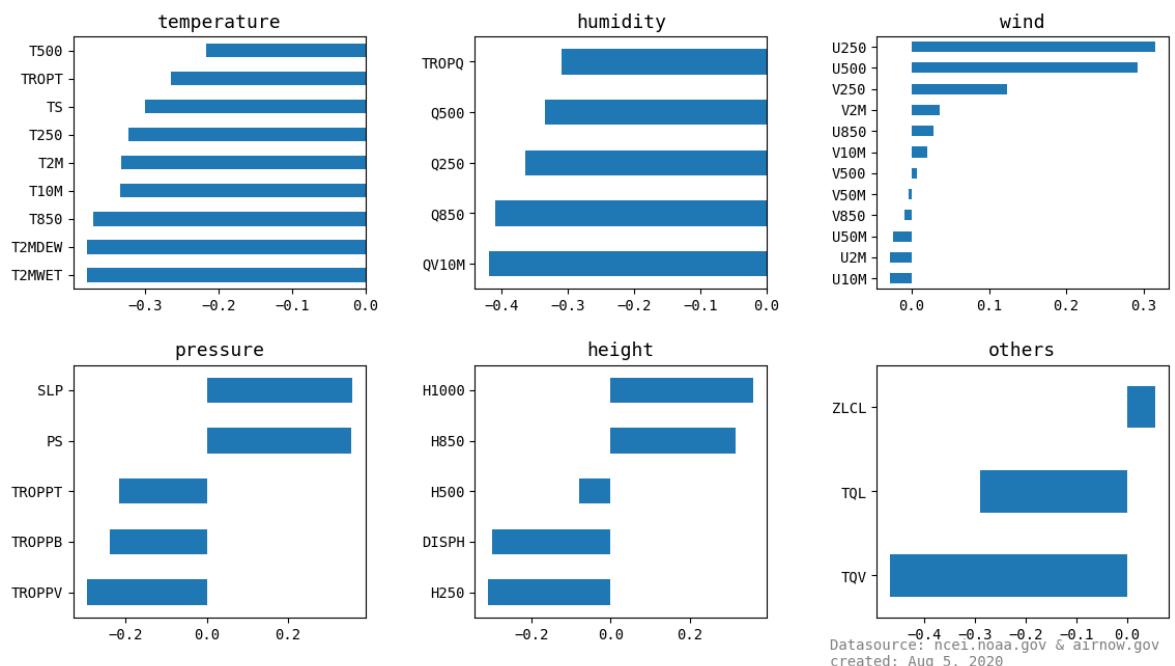 temperature
T500
TROPT
TS
T250
T2M
T10M
T850
T2MDEW
T2MWET
−0.3 −0.2 −0.1 0.0
humidity
TROPQ
Q500
Q250
Q850
QV10M
−0.4 −0.3 −0.2 −0.1 0.0
wind
U250
U500
V250
V2M
U850
V10M
V500
V50M
V850
U50M
U2M
U10M
0.0 0.1 0.2 0.3
pressure
SLP
PS
TROPPT
TROPPB
TROPPV
−0.2 0.0 0.2
height
H1000
H850
H500
DISPH
H250
−0.2 0.0 0.2
others
ZLCL
TQL
TQV
−0.4 −0.3 −0.2 −0.1 0.0
Datasource: ncei.noaa.gov & airnow.gov
created: Aug 5, 2020